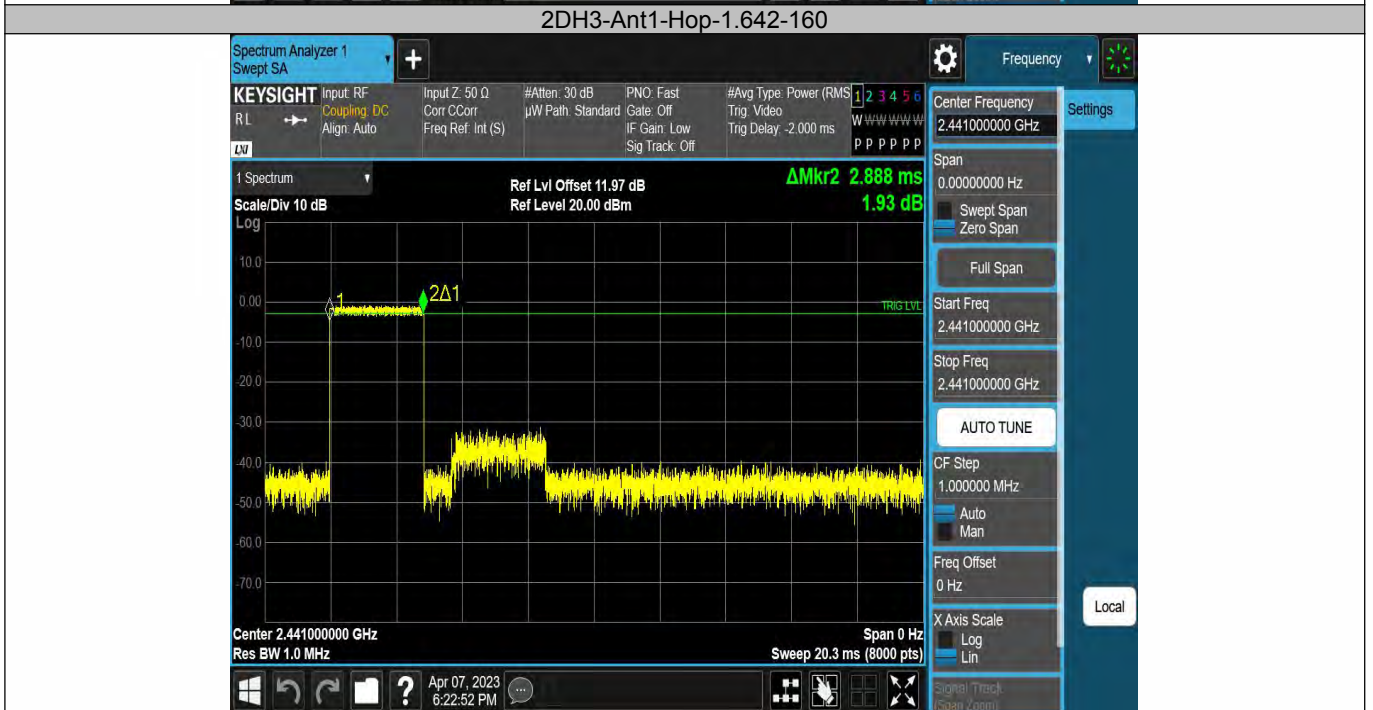 2DH3-Ant1-Hop-1.642-160
Spectrum Analyzer 1
Swept SA
Frequency
KEYSIGHT
RL
LXI
Input: RF
Coupling: DC
Align: Auto
Input Z: 50 Ω
Corr CCorr
Freq Ref: Int (S)
#Atten: 30 dB
µW Path: Standard
PNO: Fast
Gate: Off
IF Gain: Low
Sig Track: Off
#Avg Type: Power (RMS
Trig: Video
Trig Delay: -2.000 ms
1 2 3 4 5 6
W W W W W W
P P P P P P
1 Spectrum
Scale/Div 10 dB
Ref Lvl Offset 11.97 dB
Ref Level 20.00 dBm
ΔMkr2 2.888 ms
1.93 dB
Log
10.0
0.00
-10.0
-20.0
-30.0
-40.0
-50.0
-60.0
-70.0
1
2Δ1
TRIG LVL
Center 2.441000000 GHz
Res BW 1.0 MHz
Span 0 Hz
Sweep 20.3 ms (8000 pts)
Apr 07, 2023
6:22:52 PM
Center Frequency
2.441000000 GHz
Settings
Span
0.00000000 Hz
Swept Span
Zero Span
Full Span
Start Freq
2.441000000 GHz
Stop Freq
2.441000000 GHz
AUTO TUNE
CF Step
1.000000 MHz
Auto
Man
Freq Offset
0 Hz
X Axis Scale
Log
Lin
Local
Signal Track
(Span Zoom)